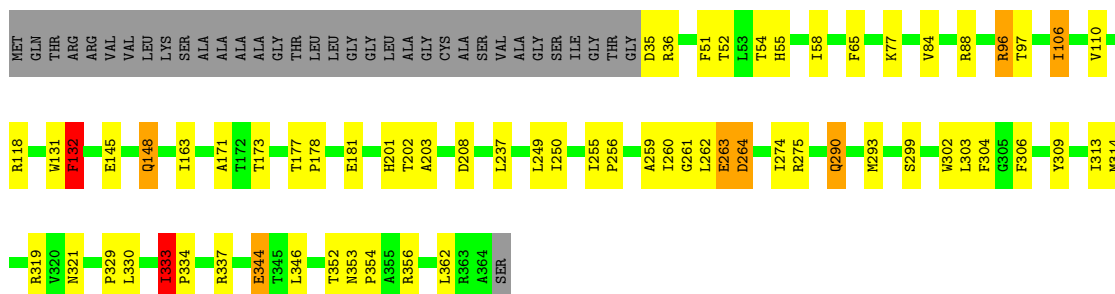 MET GLN THR ARG ARG VAL VAL LEU LYS SER ALA ALA ALA ALA GLY THR LEU LEU GLY GLY LEU ALA GLY CYS ALA SER VAL ALA GLY SER ILE GLY THR GLY D35 R36 F51 T52 L53 T54 H55 I58 F65 K77 V84 R88 R96 T97 I106 V110
R118 W131 F132 E145 Q148 I163 A171 T172 T173 T177 P178 E181 H201 T202 A203 D208 L237 L249 I250 I255 P256 A259 I260 G261 L262 E263 D264 I274 R275 Q290 M293 S299 W302 L303 F304 G305 F306 Y309 I313 M314
R319 V320 N321 P329 L330 I333 P334 R337 E344 T345 L346 T352 N353 P354 A355 R356 L362 R363 A364 SER